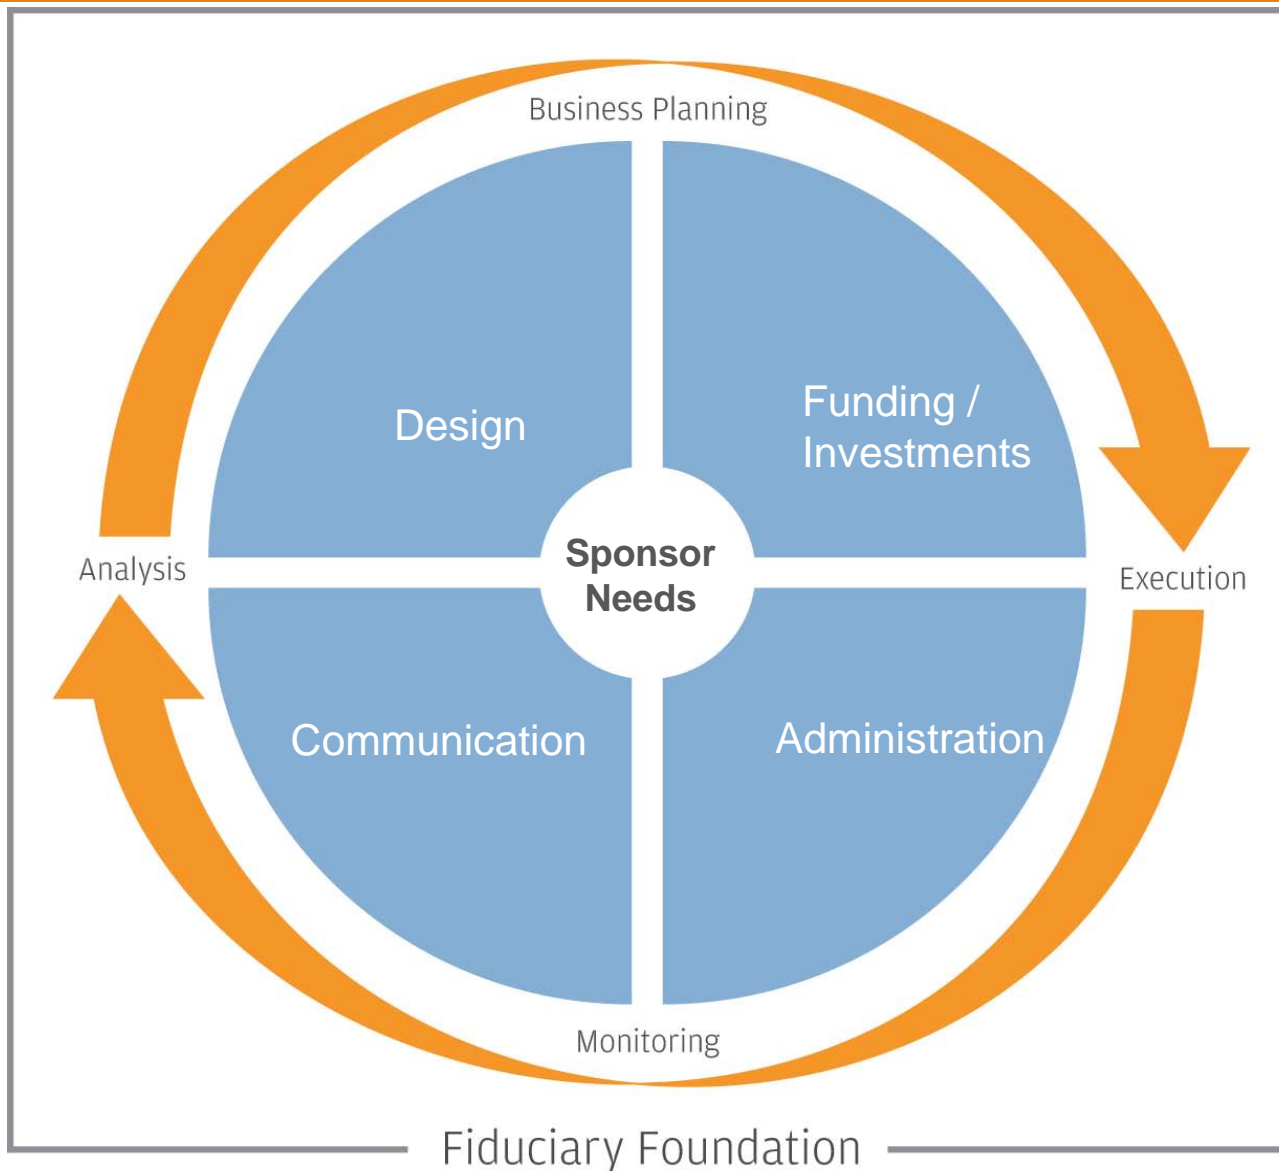 Business Planning
Design
Funding /
Investments
Sponsor
Needs
Analysis
Execution
Communication
Administration
Monitoring
Fiduciary Foundation